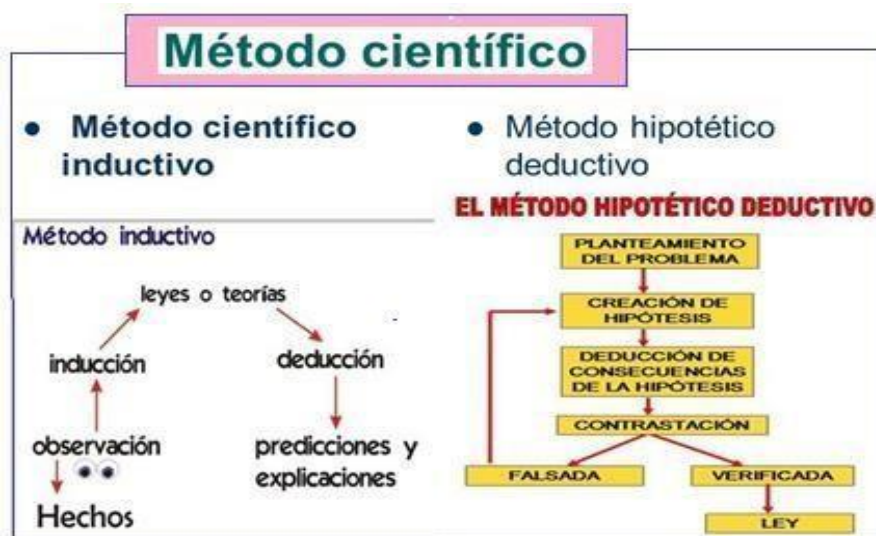 Método científico
● Método científico
inductivo
Método inductivo
leyes o teorías
inducción
deducción
observación
predicciones y
explicaciones
Hechos
● Método hipotético
deductivo
EL MÉTODO HIPOTÉTICO DEDUCTIVO
PLANTEAMIENTO
DEL PROBLEMA
CREACIÓN DE
HIPÓTESIS
DEDUCCIÓN DE
CONSECUENCIAS
DE LA HIPÓTESIS
CONTRASTACIÓN
FALSADA
VERIFICADA
LEY